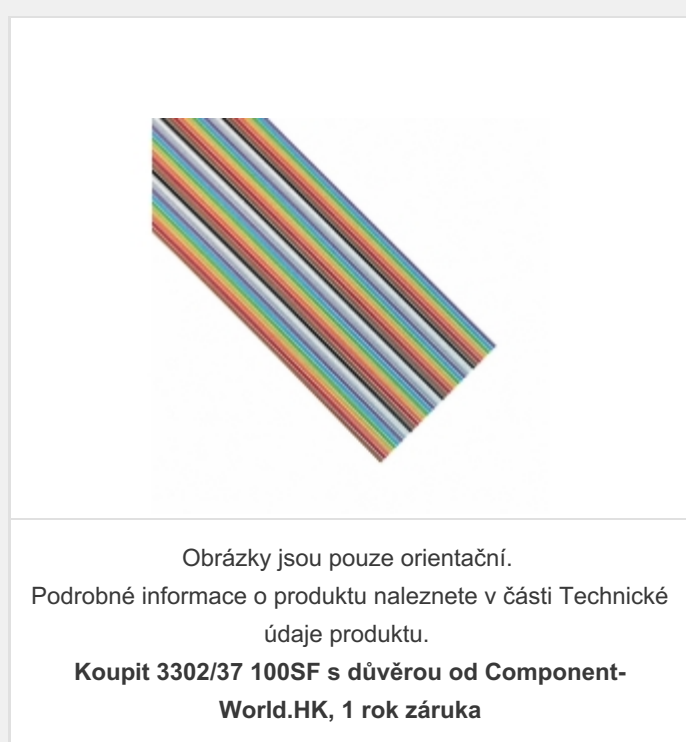 Obrázky jsou pouze orientační.
Podrobné informace o produktu naleznete v části Technické
údaje produktu.
Koupit 3302/37 100SF s důvěrou od Component-
World.HK, 1 rok záruka